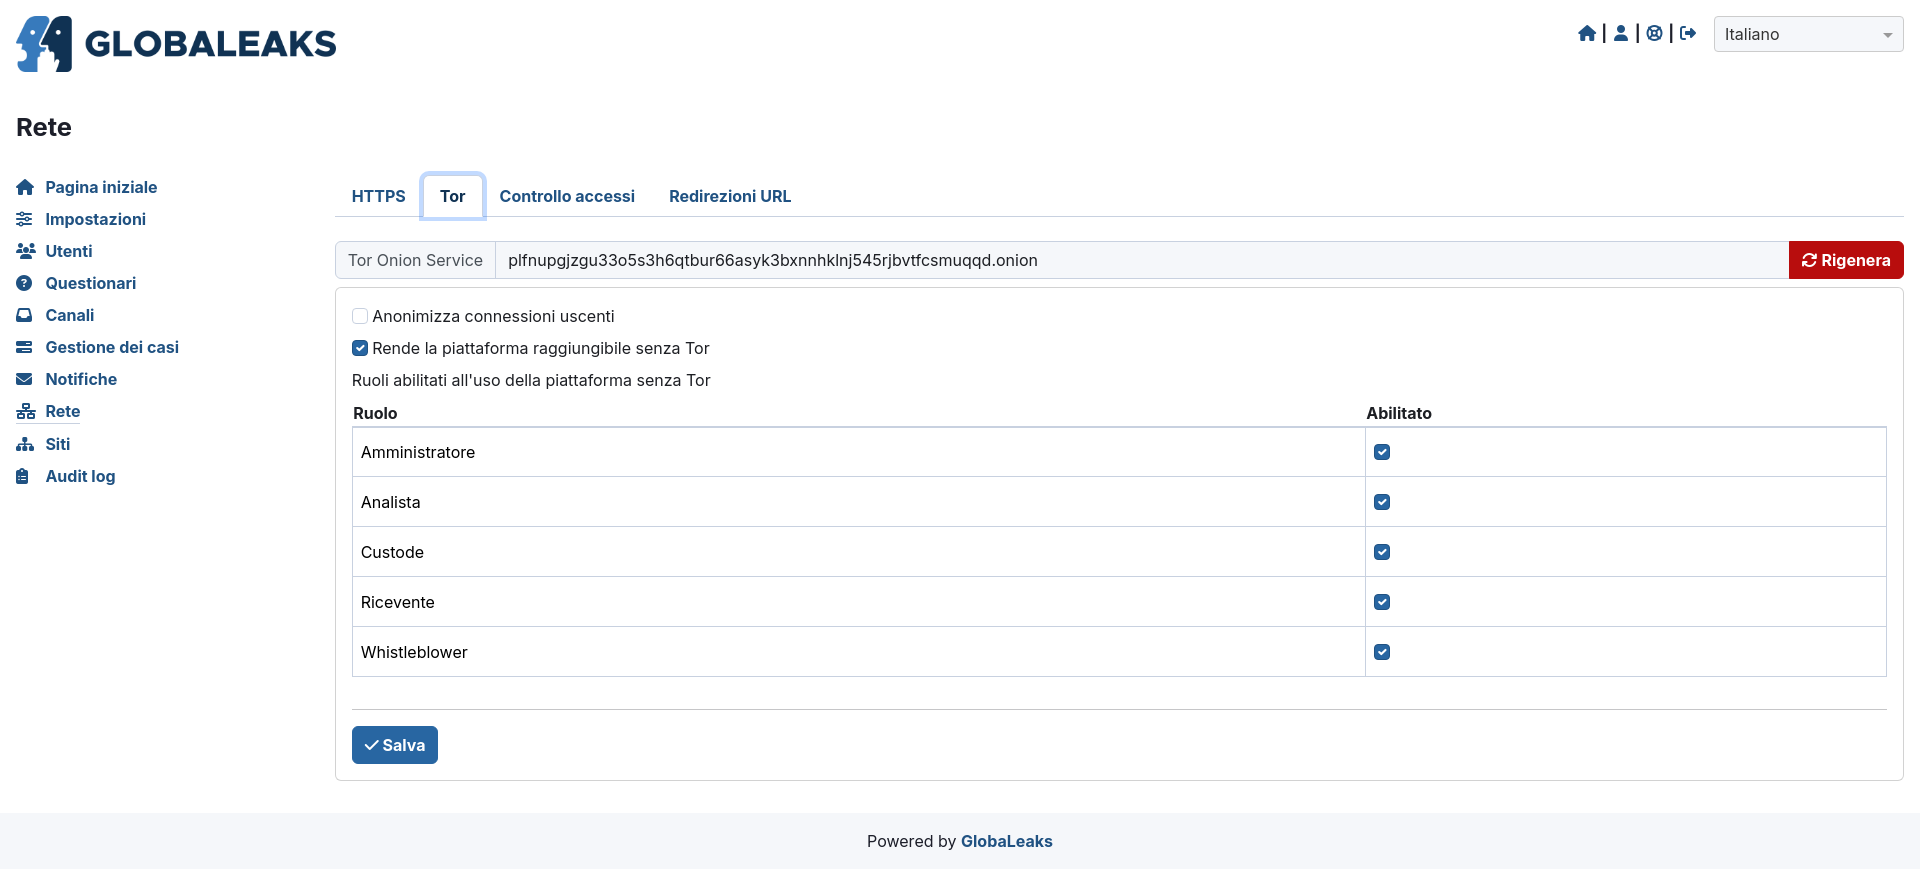 GLOBALEAKS
Italiano
Rete
Pagina iniziale
Impostazioni
Utenti
Questionari
Canali
Gestione dei casi
Notifiche
Rete
Siti
Audit log
HTTPS Tor Controllo accessi Redirezioni URL
Tor Onion Service plfnupgjzgu33o5s3h6qtbur66asyk3bxnnhklnj545rjbvtfcsmuqqd.onion Rigenera
Anonimizza connessioni uscenti
Rende la piattaforma raggiungibile senza Tor
Ruoli abilitati all'uso della piattaforma senza Tor
Ruolo Abilitato
Amministratore
Analista
Custode
Ricevente
Whistleblower
Salva
Powered by GlobaLeaks